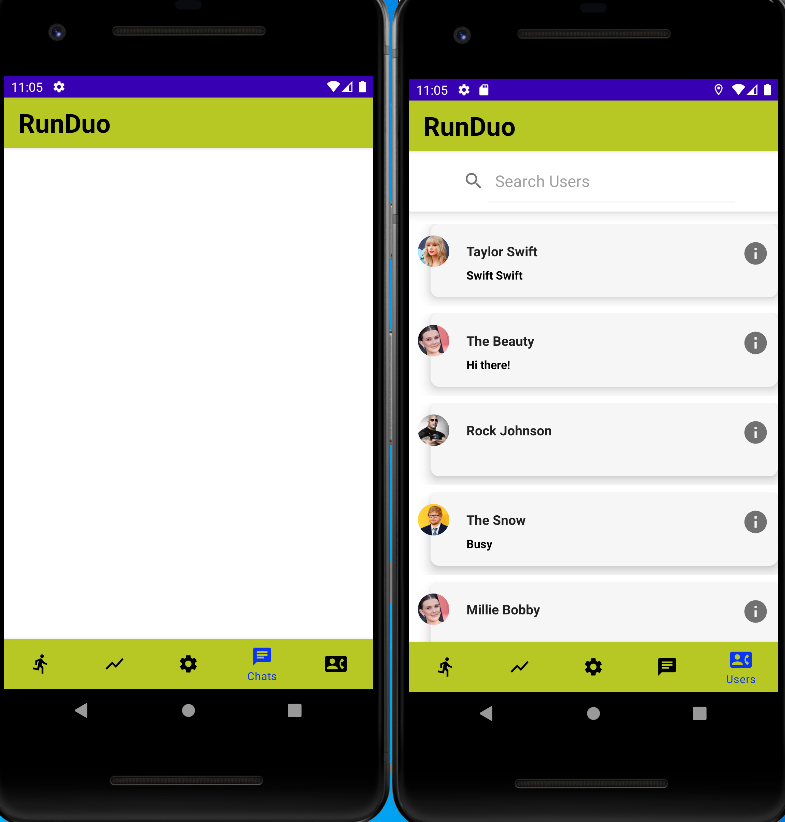 11:05
RunDuo
Chats
11:05
RunDuo
Search Users
Taylor Swift
Swift Swift
The Beauty
Hi there!
Rock Johnson
The Snow
Busy
Millie Bobby
Users